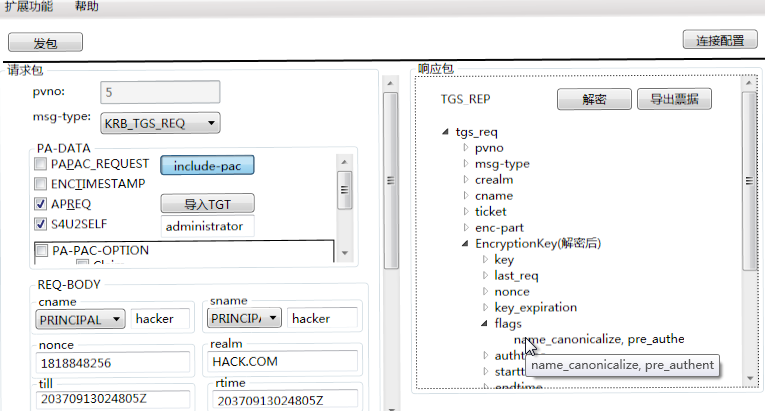 扩展功能 帮助
发包
连接配置
请求包
pvno: 5
msg-type: KRB_TGS_REQ
PA-DATA
PAPAC_REQUEST include-pac
ENCTIMESTAMP
APREQ 导入TGT
S4U2SELF administrator
PA-PAC-OPTION
REQ-BODY
cname
PRINCIPAL hacker
sname
PRINCIPA hacker
nonce
1818848256
realm
HACK.COM
till
20370913024805Z
rtime
20370913024805Z
响应包
TGS_REP 解密 导出票据
tgs_req
pvno
msg-type
crealm
cname
ticket
enc-part
EncryptionKey(解密后)
key
last_req
nonce
key_expiration
flags
name_canonicalize, pre_authe
name_canonicalize, pre_authent
endtime